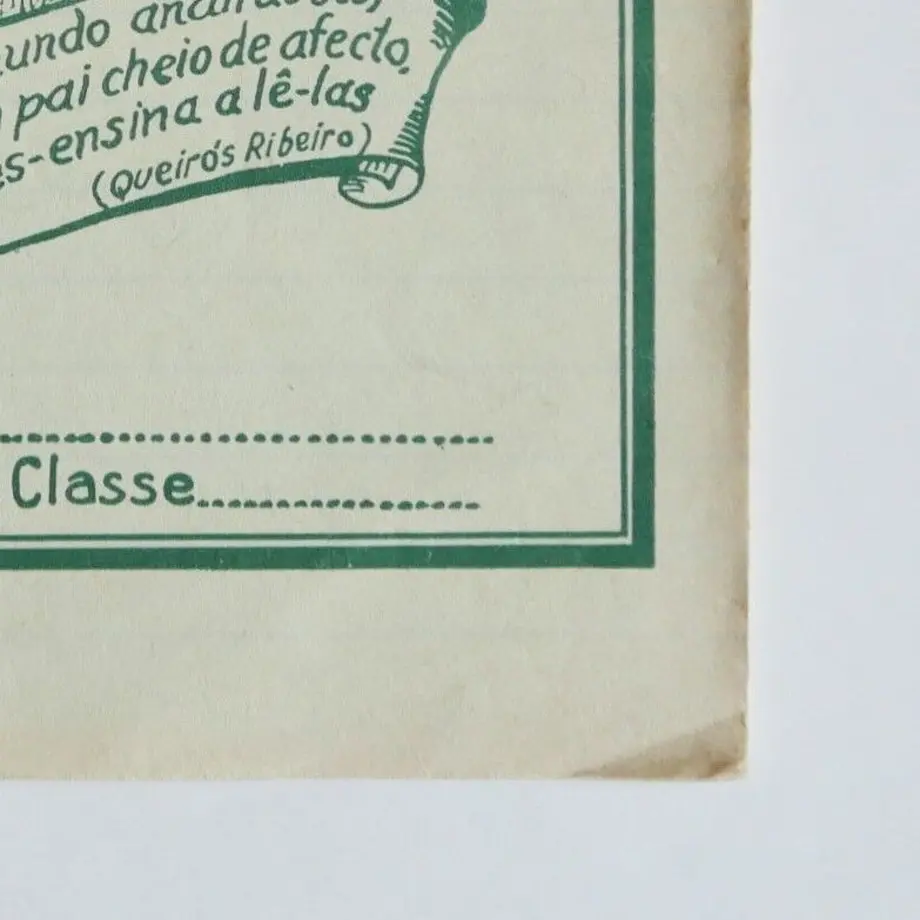 pai cheio de afecto,
ensina a lê-las
(Queirós Ribeiro)
Classe